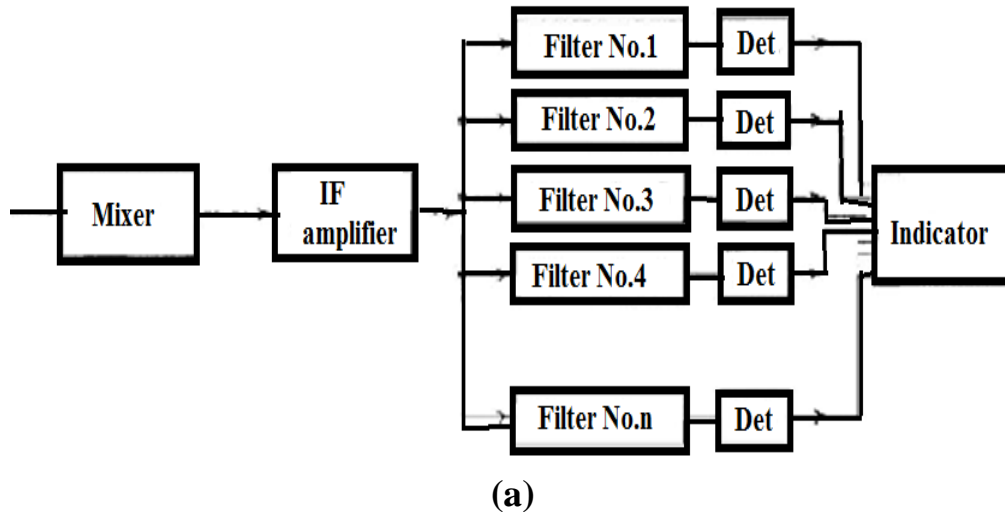 Filter No.1
Det
Filter No.2
Det
Mixer
IF
amplifier
Filter No.3
Det
Indicator
Filter No.4
Det
Filter No.n
Det
(a)